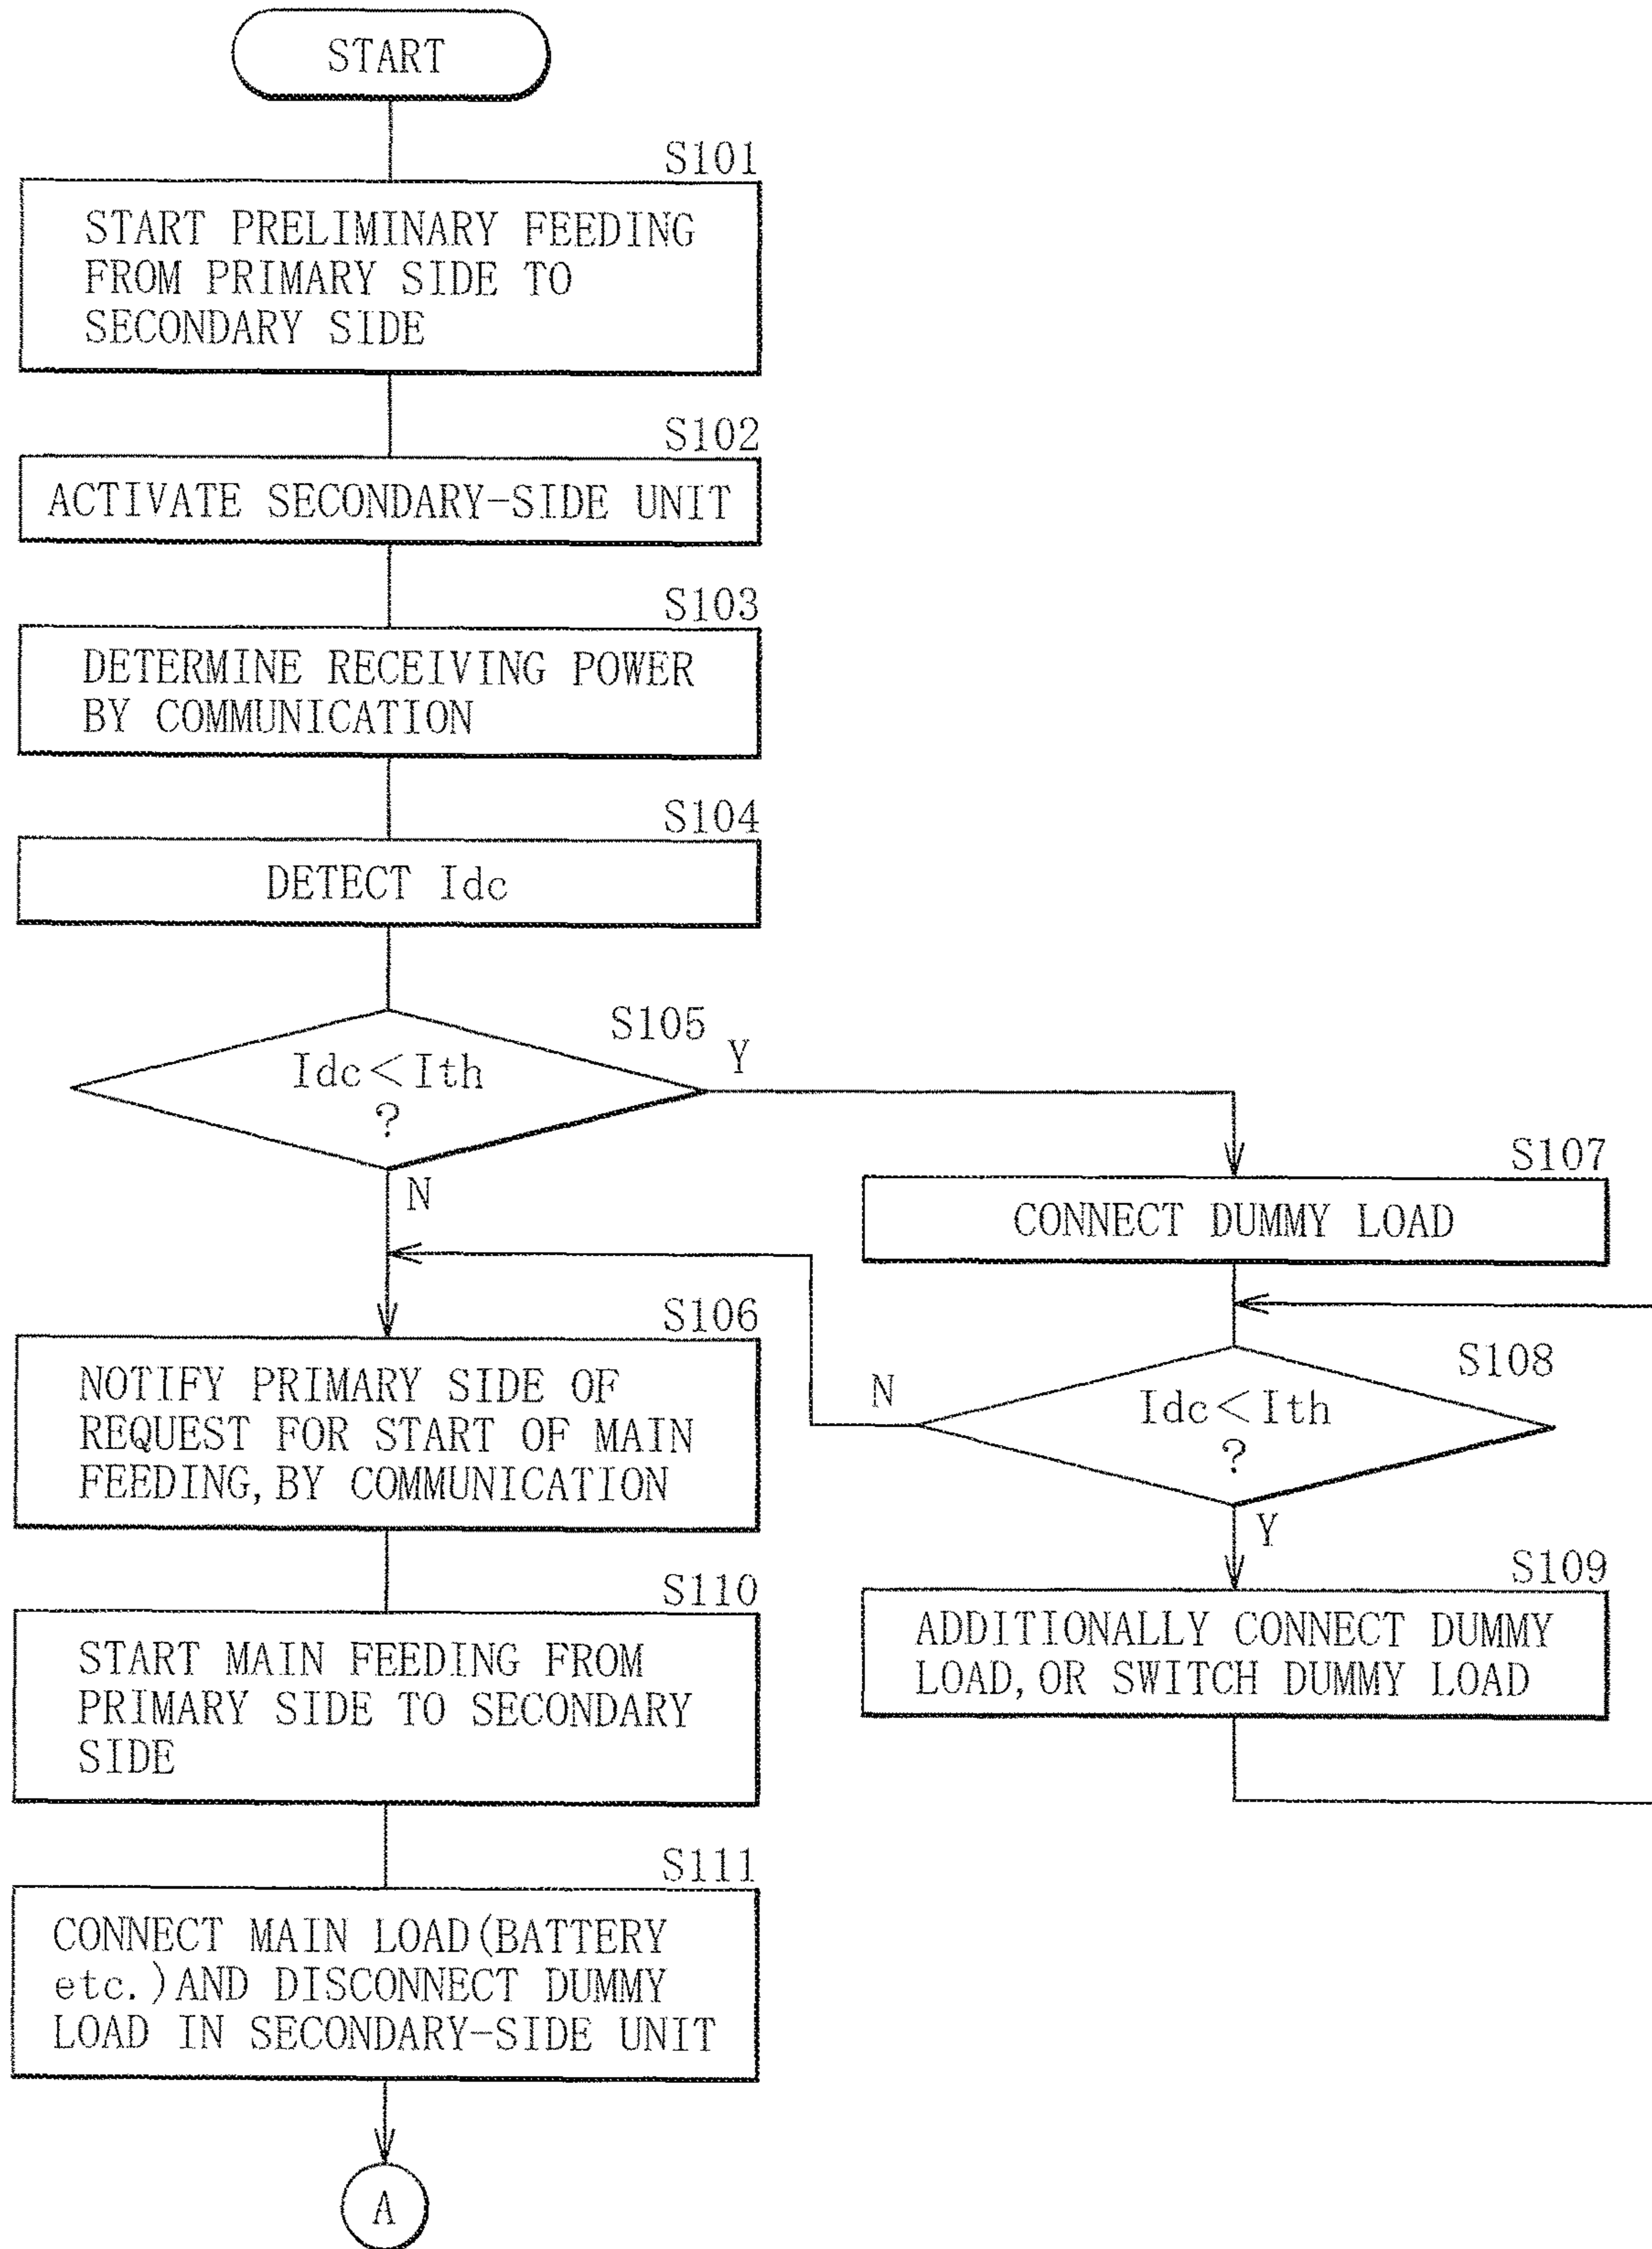 START
S101
START PRELIMINARY FEEDING
FROM PRIMARY SIDE TO
SECONDARY SIDE
S102
ACTIVATE SECONDARY-SIDE UNIT
S103
DETERMINE RECEIVING POWER
BY COMMUNICATION
S104
DETECT Idc
S105
Idc<Ith
?
Y
N
S107
CONNECT DUMMY LOAD
S106
NOTIFY PRIMARY SIDE OF
REQUEST FOR START OF MAIN
FEEDING, BY COMMUNICATION
S108
N
Idc<Ith
?
Y
S109
ADDITIONALLY CONNECT DUMMY
LOAD, OR SWITCH DUMMY LOAD
S110
START MAIN FEEDING FROM
PRIMARY SIDE TO SECONDARY
SIDE
S111
CONNECT MAIN LOAD(BATTERY
etc.)AND DISCONNECT DUMMY
LOAD IN SECONDARY-SIDE UNIT
A